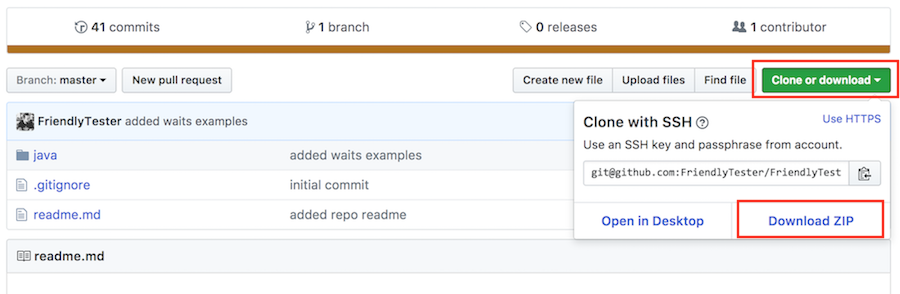 41 commits 1 branch 0 releases 1 contributor
Branch: master New pull request Create new file Upload files Find file Clone or download
FriendlyTester added waits examples
java added waits examples
.gitignore initial commit
readme.md added repo readme
Clone with SSH ? Use HTTPS
Use an SSH key and passphrase from account.
git@github.com:FriendlyTester/FriendlyTest
Open in Desktop Download ZIP
readme.md